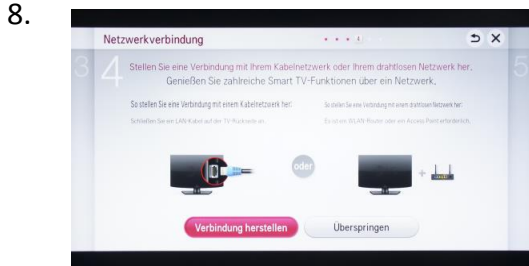 8.
Netzwerkverbindung
3 4 5
Stellen Sie eine Verbindung mit Ihrem Kabelnetzwerk oder Ihrem drahtlosen Netzwerk her.
Genießen Sie zahlreiche Smart TV-Funktionen über ein Netzwerk.
So stellen Sie eine Verbindung mit einem Kabelnetzwerk her:
So stellen Sie eine Verbindung mit einem drahtlosen Netzwerk her:
Schließen Sie ein LAN-Kabel auf der TV-Rückseite an.
Es ist ein WLAN-Router oder ein Access Point erforderlich.
oder
+
Verbindung herstellen
Überspringen